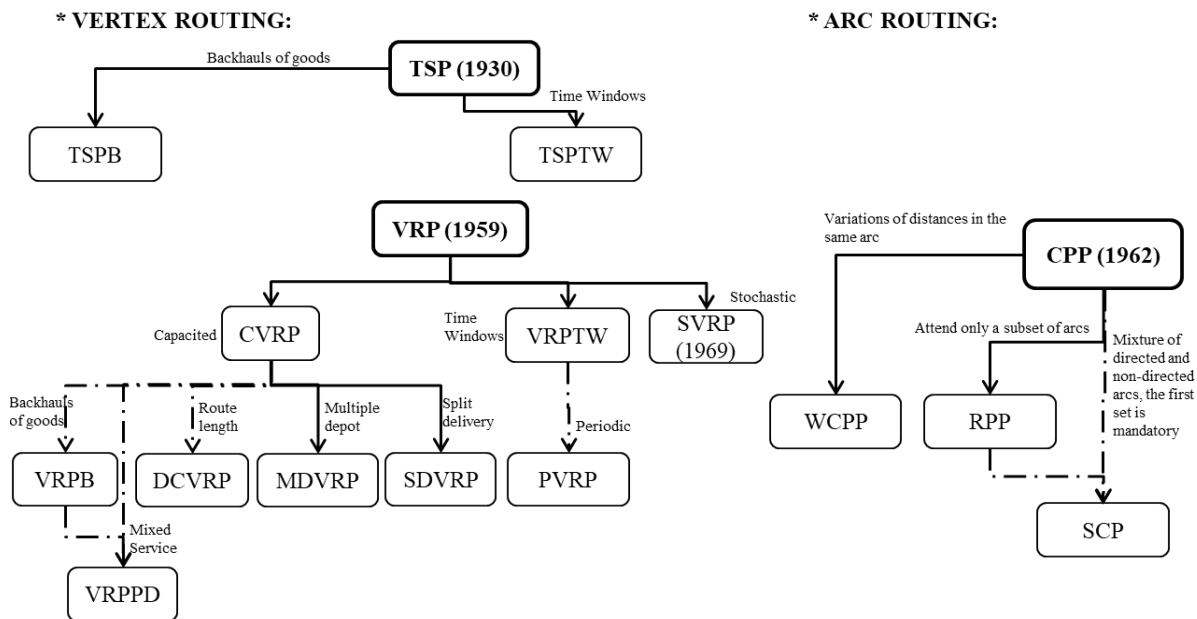 * VERTEX ROUTING:
Backhauls of goods
TSP (1930)
Time Windows
TSPB
TSPTW
VRP (1959)
Capacited
CVRP
Time
Windows
VRPTW
Stochastic
SVRP
(1969)
Backhauls
of goods
Route
length
Multiple
depot
Split
delivery
Periodic
VRPB
DCVRP
MDVRP
SDVRP
PVRP
Mixed
Service
VRPPD
* ARC ROUTING:
Variations of distances in the
same arc
CPP (1962)
Attend only a subset of arcs
Mixture of
directed and
non-directed
arcs, the first
set is
mandatory
WCPP
RPP
SCP